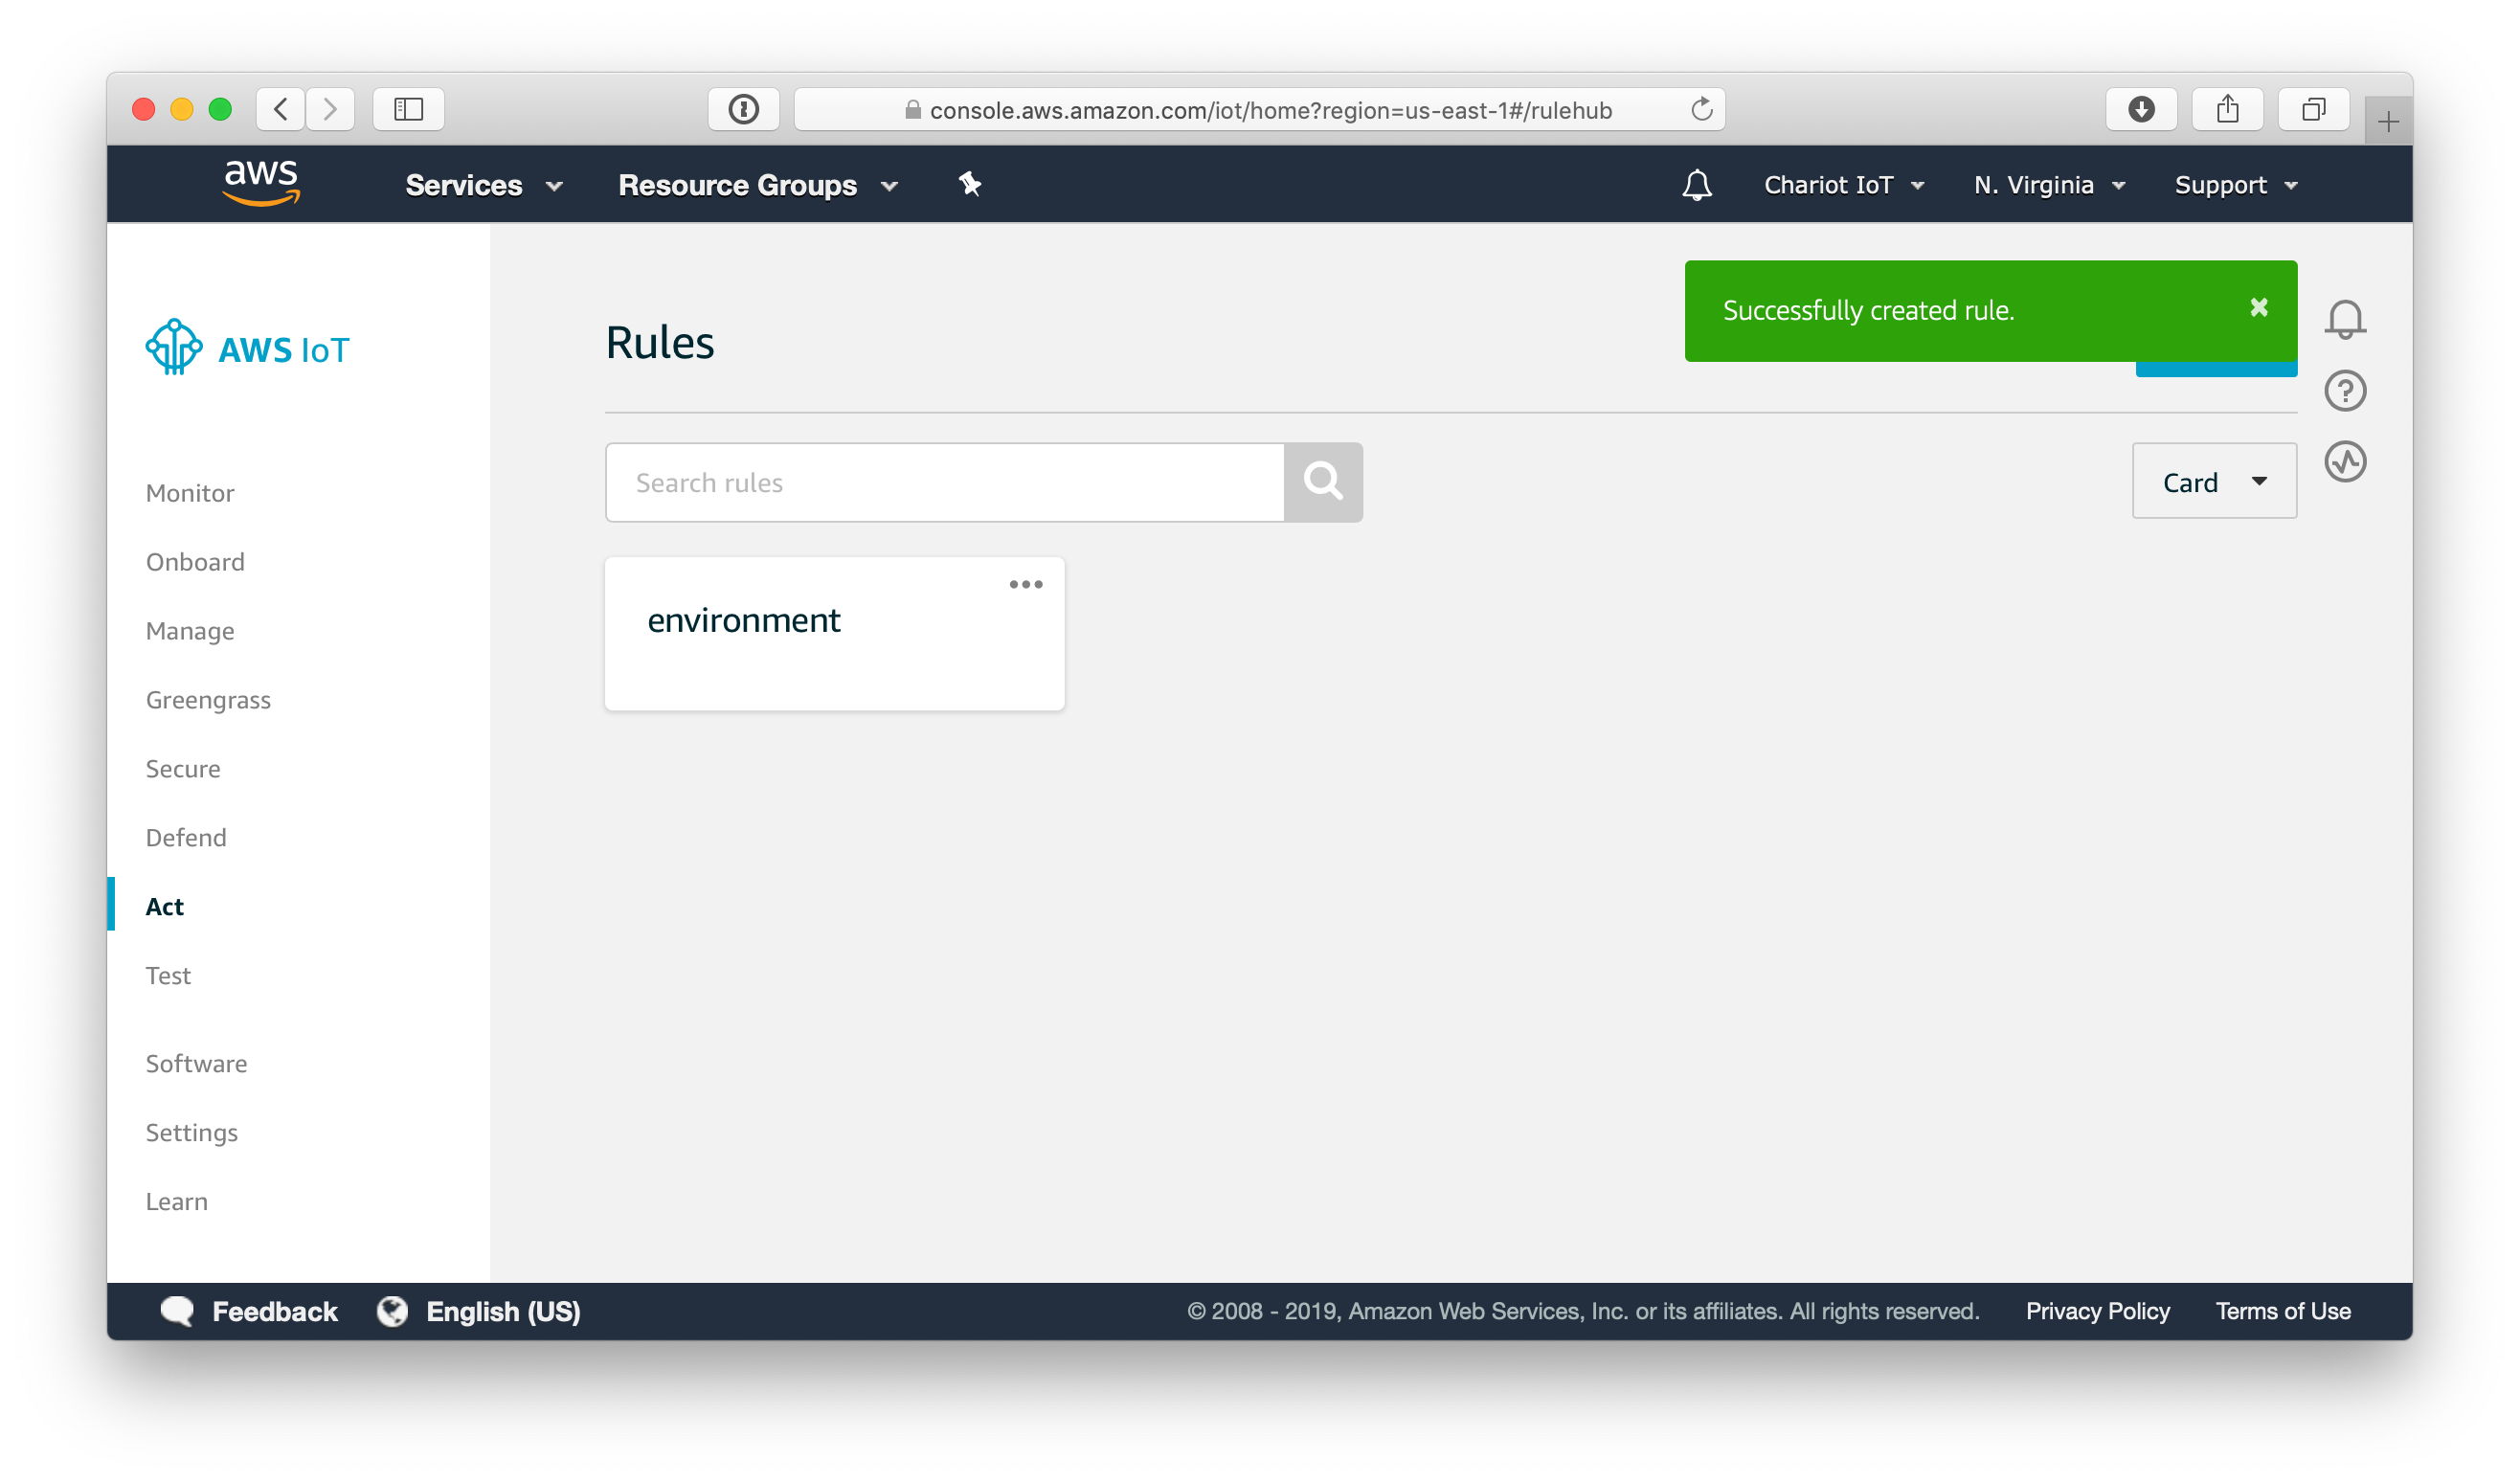 console.aws.amazon.com/iot/home?region=us-east-1#/rulehub
aws
Services
Resource Groups
Chariot IoT
N. Virginia
Support
AWS IoT
Monitor
Onboard
Manage
Greengrass
Secure
Defend
Act
Test
Software
Settings
Learn
Rules
Successfully created rule.
Search rules
Card
environment
Feedback
English (US)
© 2008 - 2019, Amazon Web Services, Inc. or its affiliates. All rights reserved.
Privacy Policy
Terms of Use